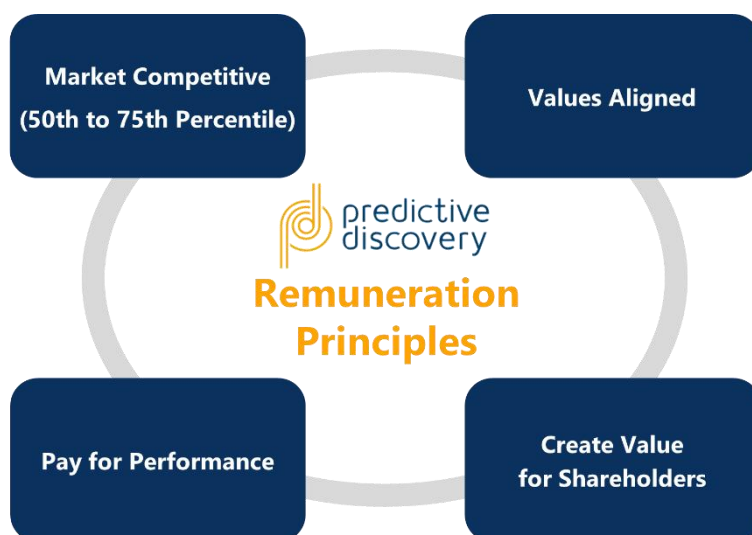 Market Competitive
(50th to 75th Percentile)
Values Aligned
predictive
discovery
Remuneration
Principles
Pay for Performance
Create Value
for Shareholders